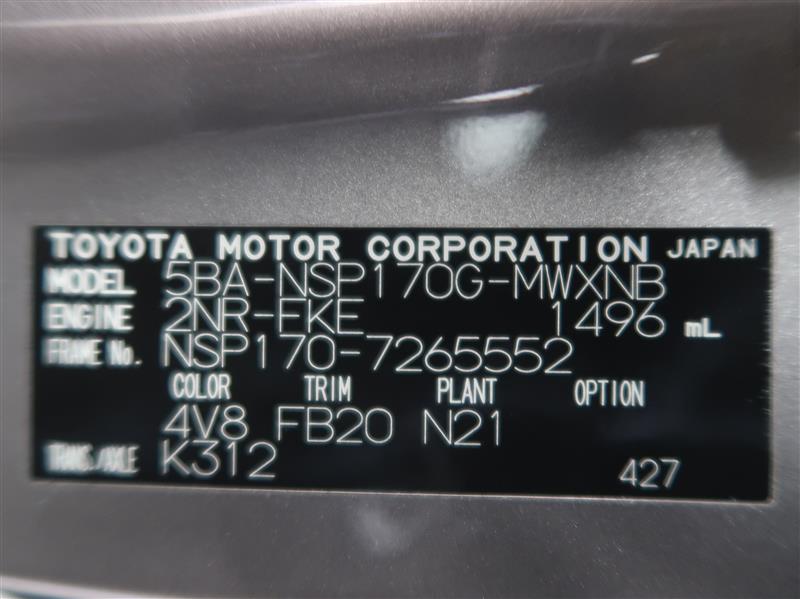 TOYOTA MOTOR CORPORATION JAPAN
MODEL 5BA-NSP170G-MWXNB
ENGINE 2NR-FKE 1496 mL
FRAME No. NSP170-7265552
COLOR TRIM PLANT OPTION
4V8 FB20 N21
TRANS./AXLE K312 427